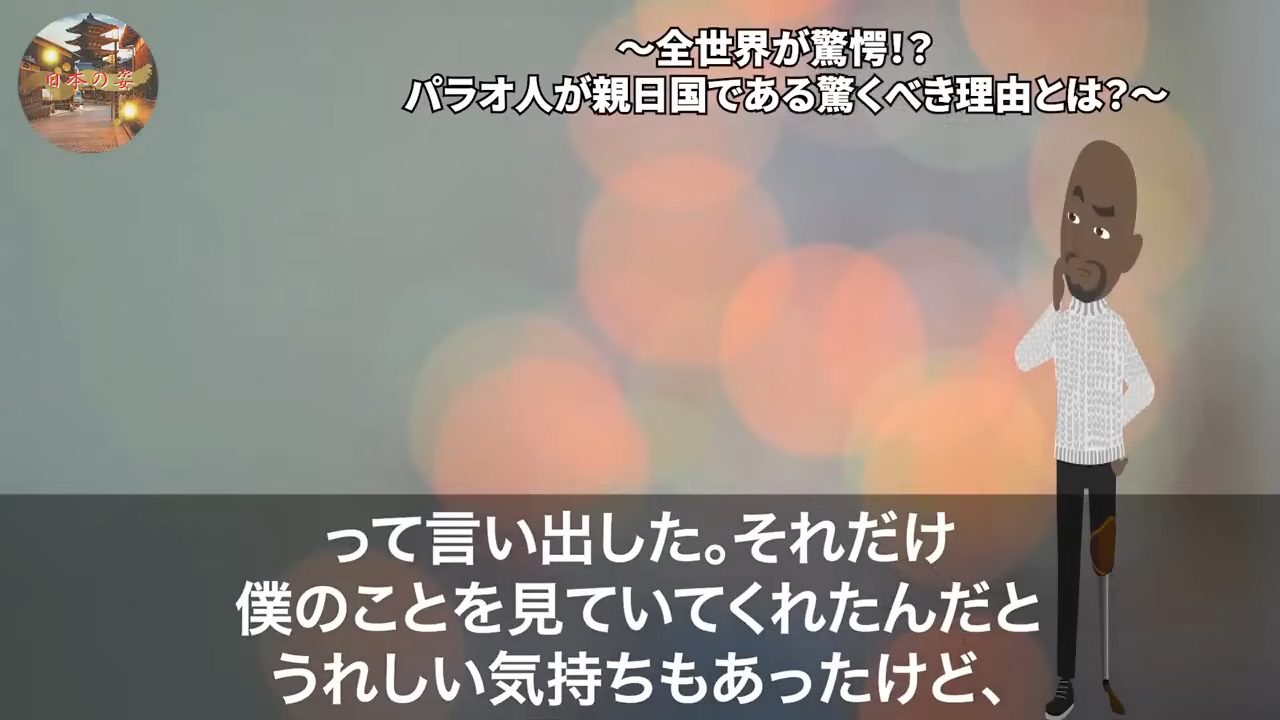 日本の姿
～全世界が驚愕！？
パラオ人が親日国である驚くべき理由とは？～
って言い出した。それだけ
僕のことを見ていてくれたんだと
うれしい気持ちもあったけど、